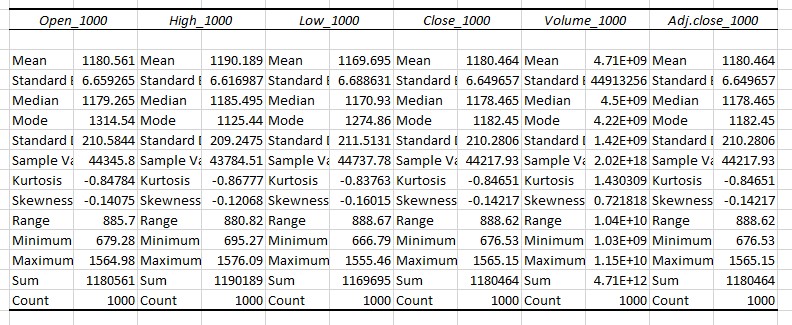 Open_1000 High_1000 Low_1000 Close_1000 Volume_1000 Adj.close_1000
Mean 1180.561 Mean 1190.189 Mean 1169.695 Mean 1180.464 Mean 4.71E+09 Mean 1180.464
Standard E 6.659265 Standard E 6.616987 Standard E 6.688631 Standard E 6.649657 Standard E 44913256 Standard E 6.649657
Median 1179.265 Median 1185.495 Median 1170.93 Median 1178.465 Median 4.5E+09 Median 1178.465
Mode 1314.54 Mode 1125.44 Mode 1274.86 Mode 1182.45 Mode 4.22E+09 Mode 1182.45
Standard D 210.5844 Standard D 209.2475 Standard D 211.5131 Standard D 210.2806 Standard D 1.42E+09 Standard D 210.2806
Sample Va 44345.8 Sample Va 43784.51 Sample Va 44737.78 Sample Va 44217.93 Sample Va 2.02E+18 Sample Va 44217.93
Kurtosis -0.84784 Kurtosis -0.86777 Kurtosis -0.83763 Kurtosis -0.84651 Kurtosis 1.430309 Kurtosis -0.84651
Skewness -0.14075 Skewness -0.12068 Skewness -0.16015 Skewness -0.14217 Skewness 0.721818 Skewness -0.14217
Range 885.7 Range 880.82 Range 888.67 Range 888.62 Range 1.04E+10 Range 888.62
Minimum 679.28 Minimum 695.27 Minimum 666.79 Minimum 676.53 Minimum 1.03E+09 Minimum 676.53
Maximum 1564.98 Maximum 1576.09 Maximum 1555.46 Maximum 1565.15 Maximum 1.15E+10 Maximum 1565.15
Sum 1180561 Sum 1190189 Sum 1169695 Sum 1180464 Sum 4.71E+12 Sum 1180464
Count 1000 Count 1000 Count 1000 Count 1000 Count 1000 Count 1000